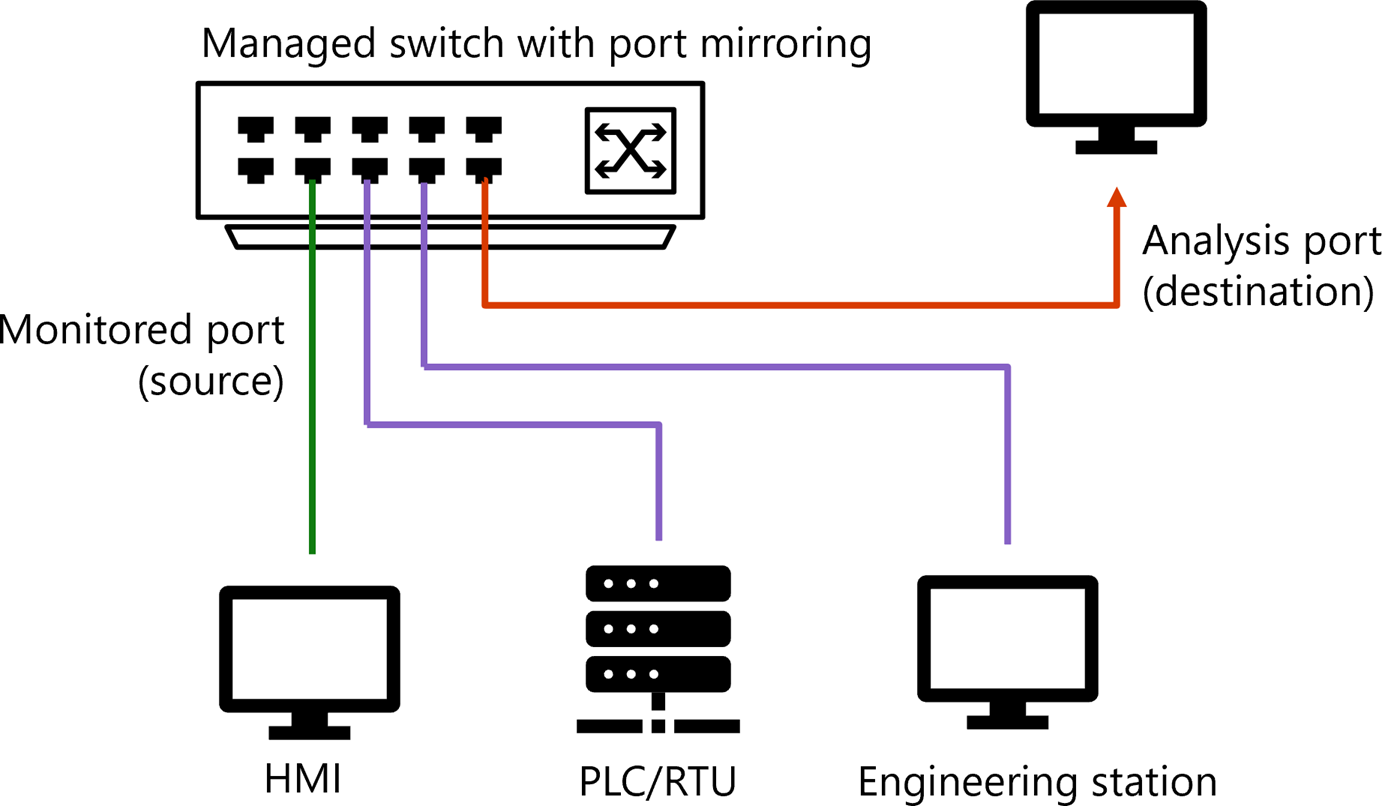 Managed switch with port mirroring
Analysis port
(destination)
Monitored port
(source)
HMI
PLC/RTU
Engineering station